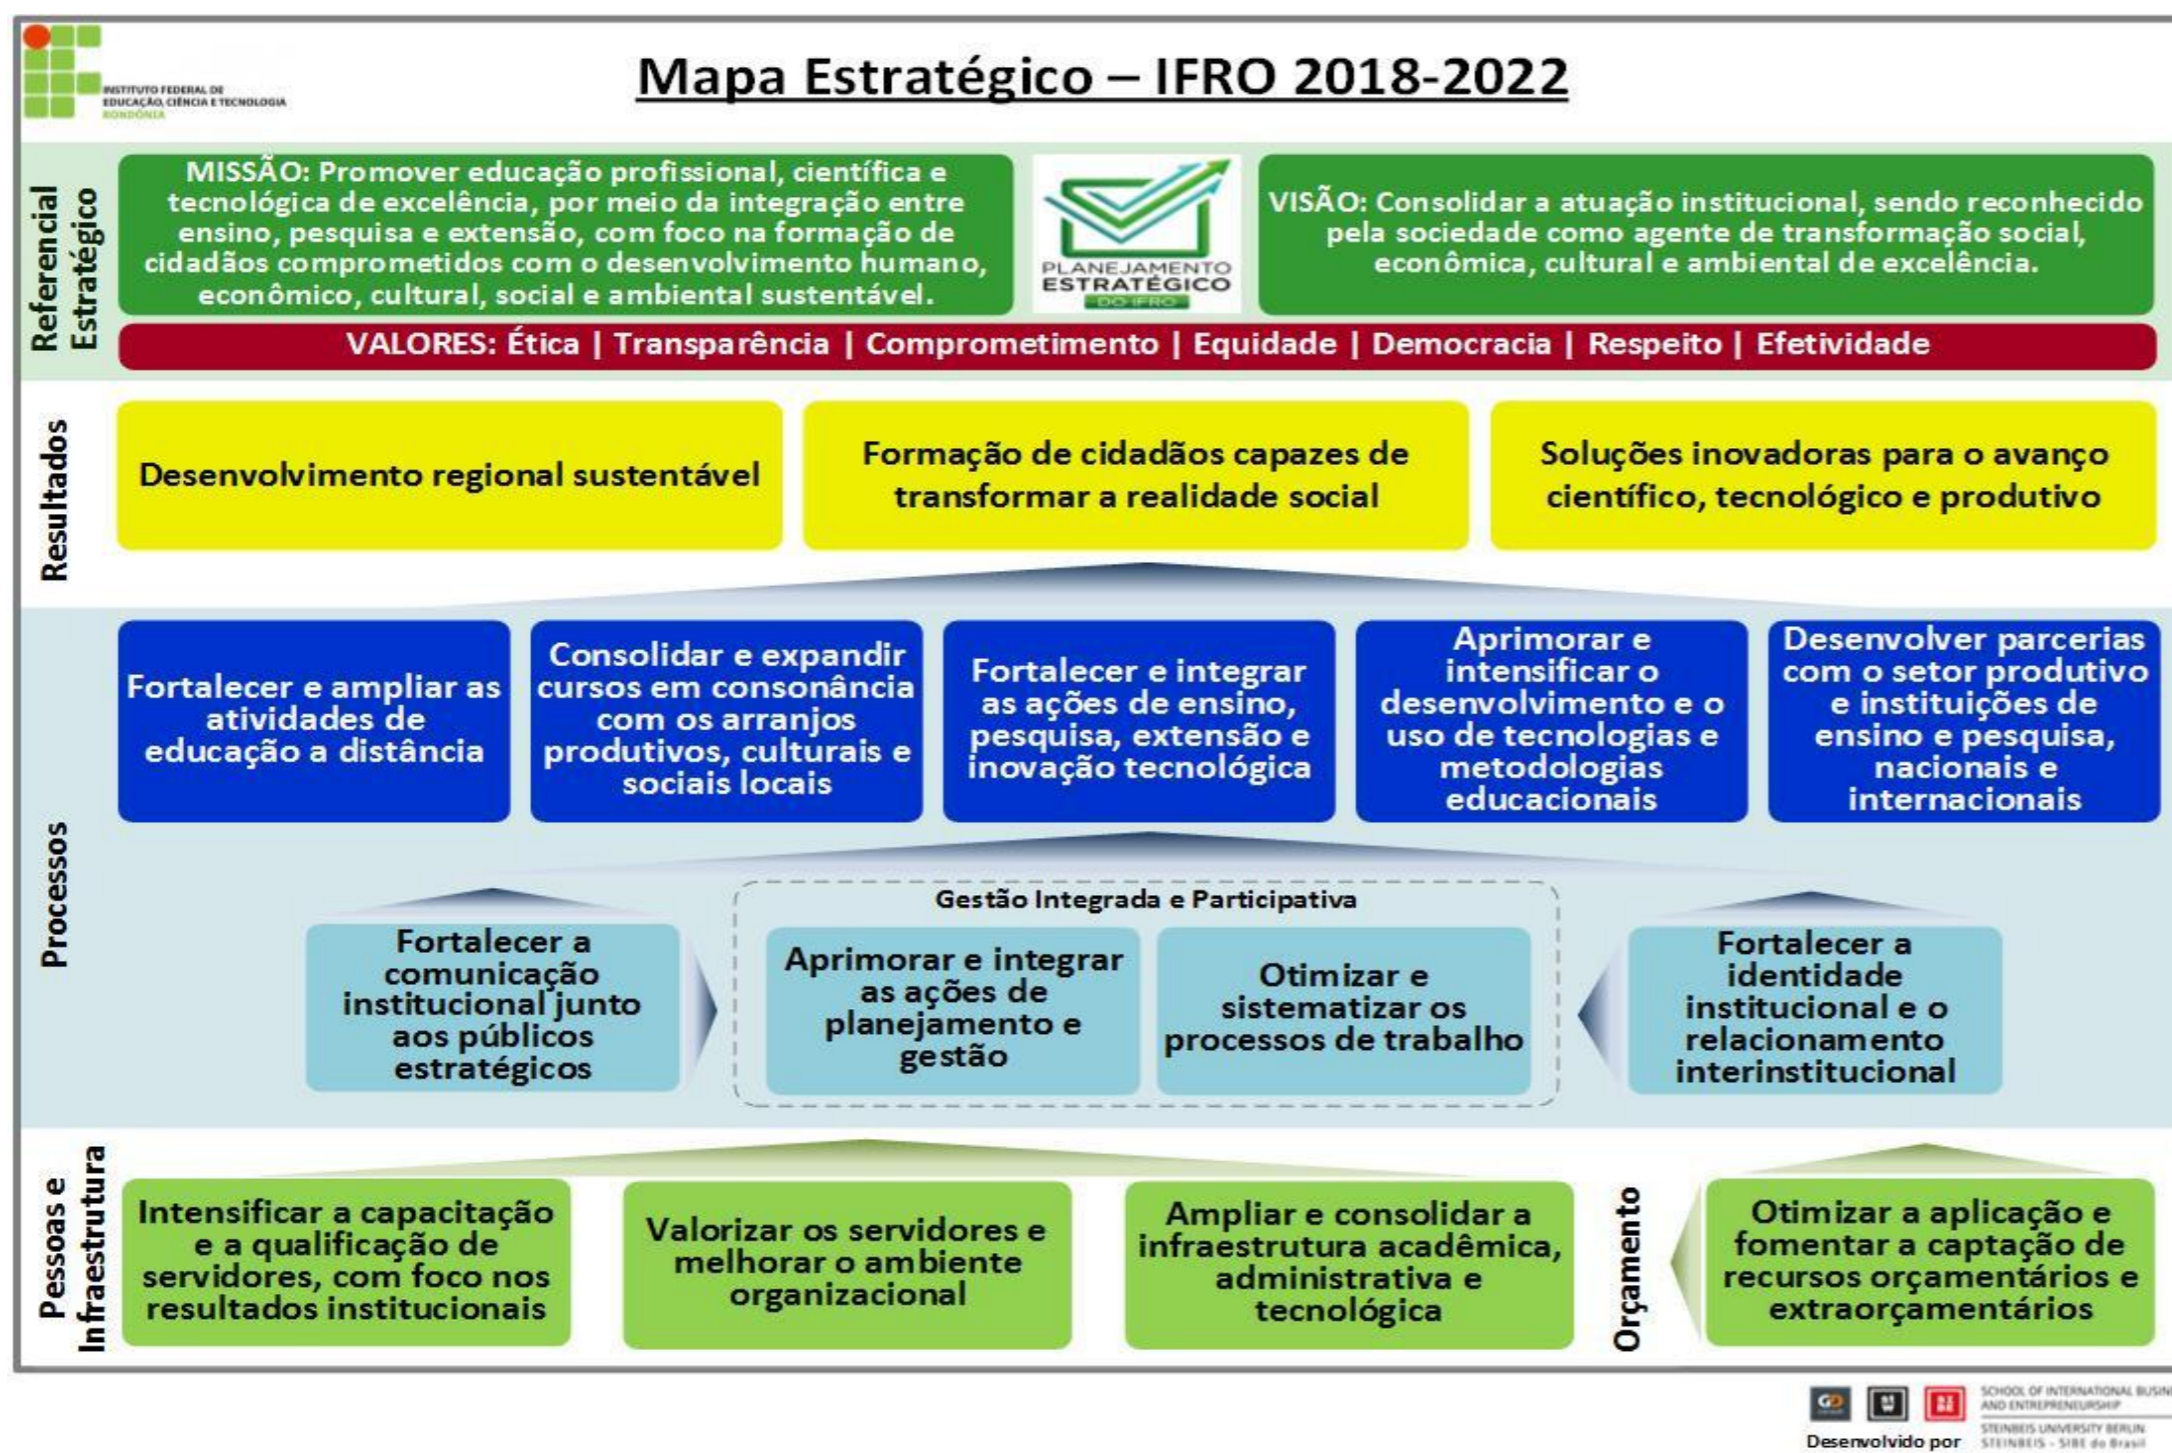 INSTITUTO FEDERAL DE
EDUCAÇÃO, CIÊNCIA E TECNOLOGIA
RONDÔNIA
Mapa Estratégico – IFRO 2018-2022
Referencial
Estratégico
MISSÃO: Promover educação profissional, científica e
tecnológica de excelência, por meio da integração entre
ensino, pesquisa e extensão, com foco na formação de
cidadãos comprometidos com o desenvolvimento humano,
econômico, cultural, social e ambiental sustentável.
PLANEJAMENTO
ESTRATÉGICO
DO IFRO
VISÃO: Consolidar a atuação institucional, sendo reconhecido
pela sociedade como agente de transformação social,
econômica, cultural e ambiental de excelência.
VALORES: Ética | Transparência | Comprometimento | Equidade | Democracia | Respeito | Efetividade
Resultados
Desenvolvimento regional sustentável
Formação de cidadãos capazes de
transformar a realidade social
Soluções inovadoras para o avanço
científico, tecnológico e produtivo
Processos
Fortalecer e ampliar as
atividades de
educação a distância
Consolidar e expandir
cursos em consonância
com os arranjos
produtivos, culturais e
sociais locais
Fortalecer e integrar
as ações de ensino,
pesquisa, extensão e
inovação tecnológica
Aprimorar e
intensificar o
desenvolvimento e o
uso de tecnologias e
metodologias
educacionais
Desenvolver parcerias
com o setor produtivo
e instituições de
ensino e pesquisa,
nacionais e
internacionais
Fortalecer a
comunicação
institucional junto
aos públicos
estratégicos
Gestão Integrada e Participativa
Aprimorar e integrar
as ações de
planejamento e
gestão
Otimizar e
sistematizar os
processos de trabalho
Fortalecer a
identidade
institucional e o
relacionamento
interinstitucional
Pessoas e
Infraestrutura
Intensificar a capacitação
e a qualificação de
servidores, com foco nos
resultados institucionais
Valorizar os servidores e
melhorar o ambiente
organizacional
Ampliar e consolidar a
infraestrutura acadêmica,
administrativa e
tecnológica
Orçamento
Otimizar a aplicação e
fomentar a captação de
recursos orçamentários e
extraorçamentários
Desenvolvido por
SCHOOL OF INTERNATIONAL BUSIN
AND ENTREPRENEURSHIP
STEINBEIS UNIVERSITY BERLIN
STEINBEIS - SIBE do Brasil